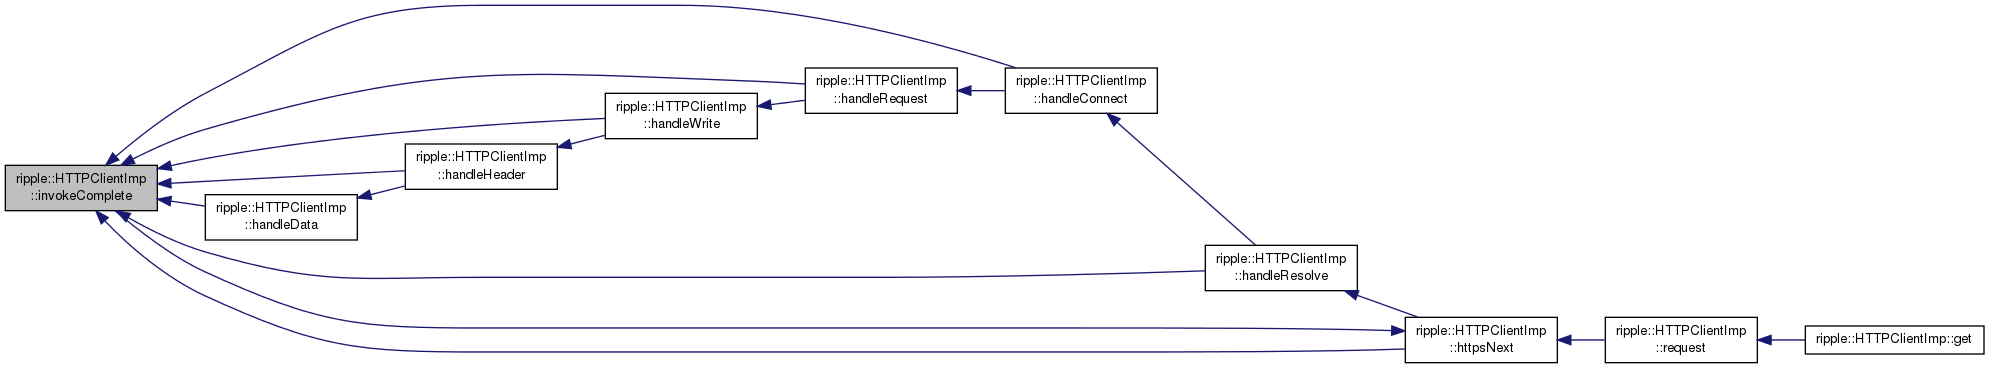 ripple::HTTPClientImp
::invokeComplete
ripple::HTTPClientImp
::handleData
ripple::HTTPClientImp
::handleHeader
ripple::HTTPClientImp
::handleWrite
ripple::HTTPClientImp
::handleRequest
ripple::HTTPClientImp
::handleConnect
ripple::HTTPClientImp
::handleResolve
ripple::HTTPClientImp
::httpsNext
ripple::HTTPClientImp
::request
ripple::HTTPClientImp::get